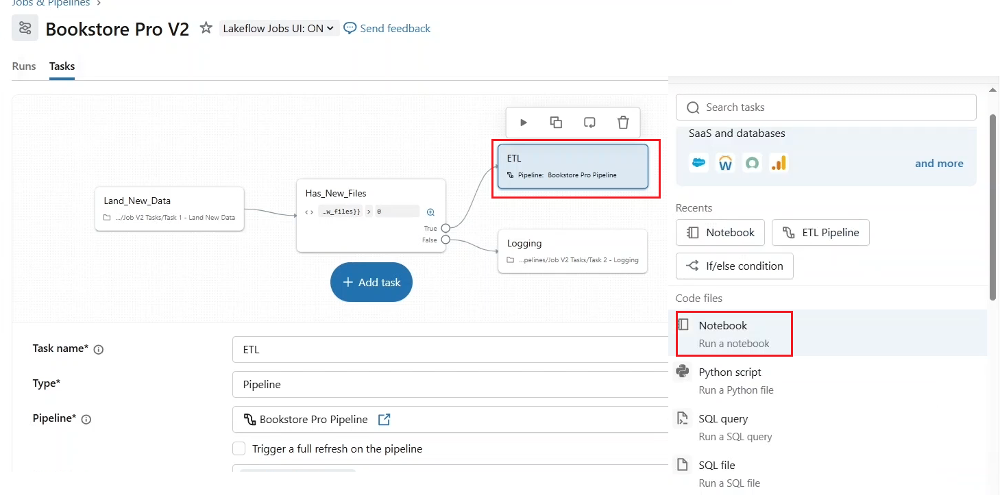 Jobs & Pipelines >
Bookstore Pro V2
Lakeflow Jobs UI: ON
Send feedback
Runs
Tasks
Land_New_Data
.../Job V2 Tasks/Task 1 - Land New Data
Has_New_Files
…w_files}} > 0
True
False
ETL
Pipeline: Bookstore Pro Pipeline
Logging
...pelines/Job V2 Tasks/Task 2 - Logging
+ Add task
Task name*
ETL
Type*
Pipeline
Pipeline*
Bookstore Pro Pipeline
Trigger a full refresh on the pipeline
Search tasks
SaaS and databases
W
and more
Recents
Notebook
ETL Pipeline
If/else condition
Code files
Notebook
Run a notebook
Python script
Run a Python file
SQL query
Run a SQL query
SQL file
Run a SQL file